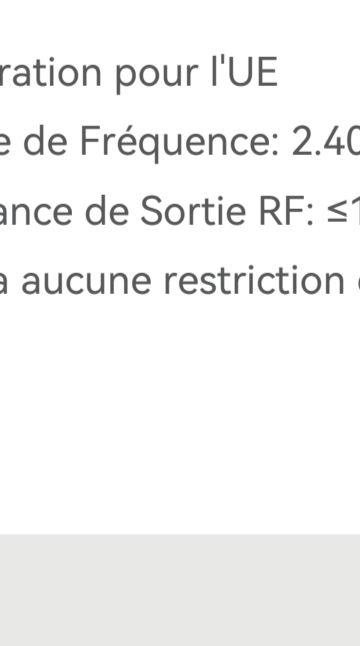 ration pour l'UE
e de Fréquence: 2.40
ance de Sortie RF: ≤1
a aucune restriction